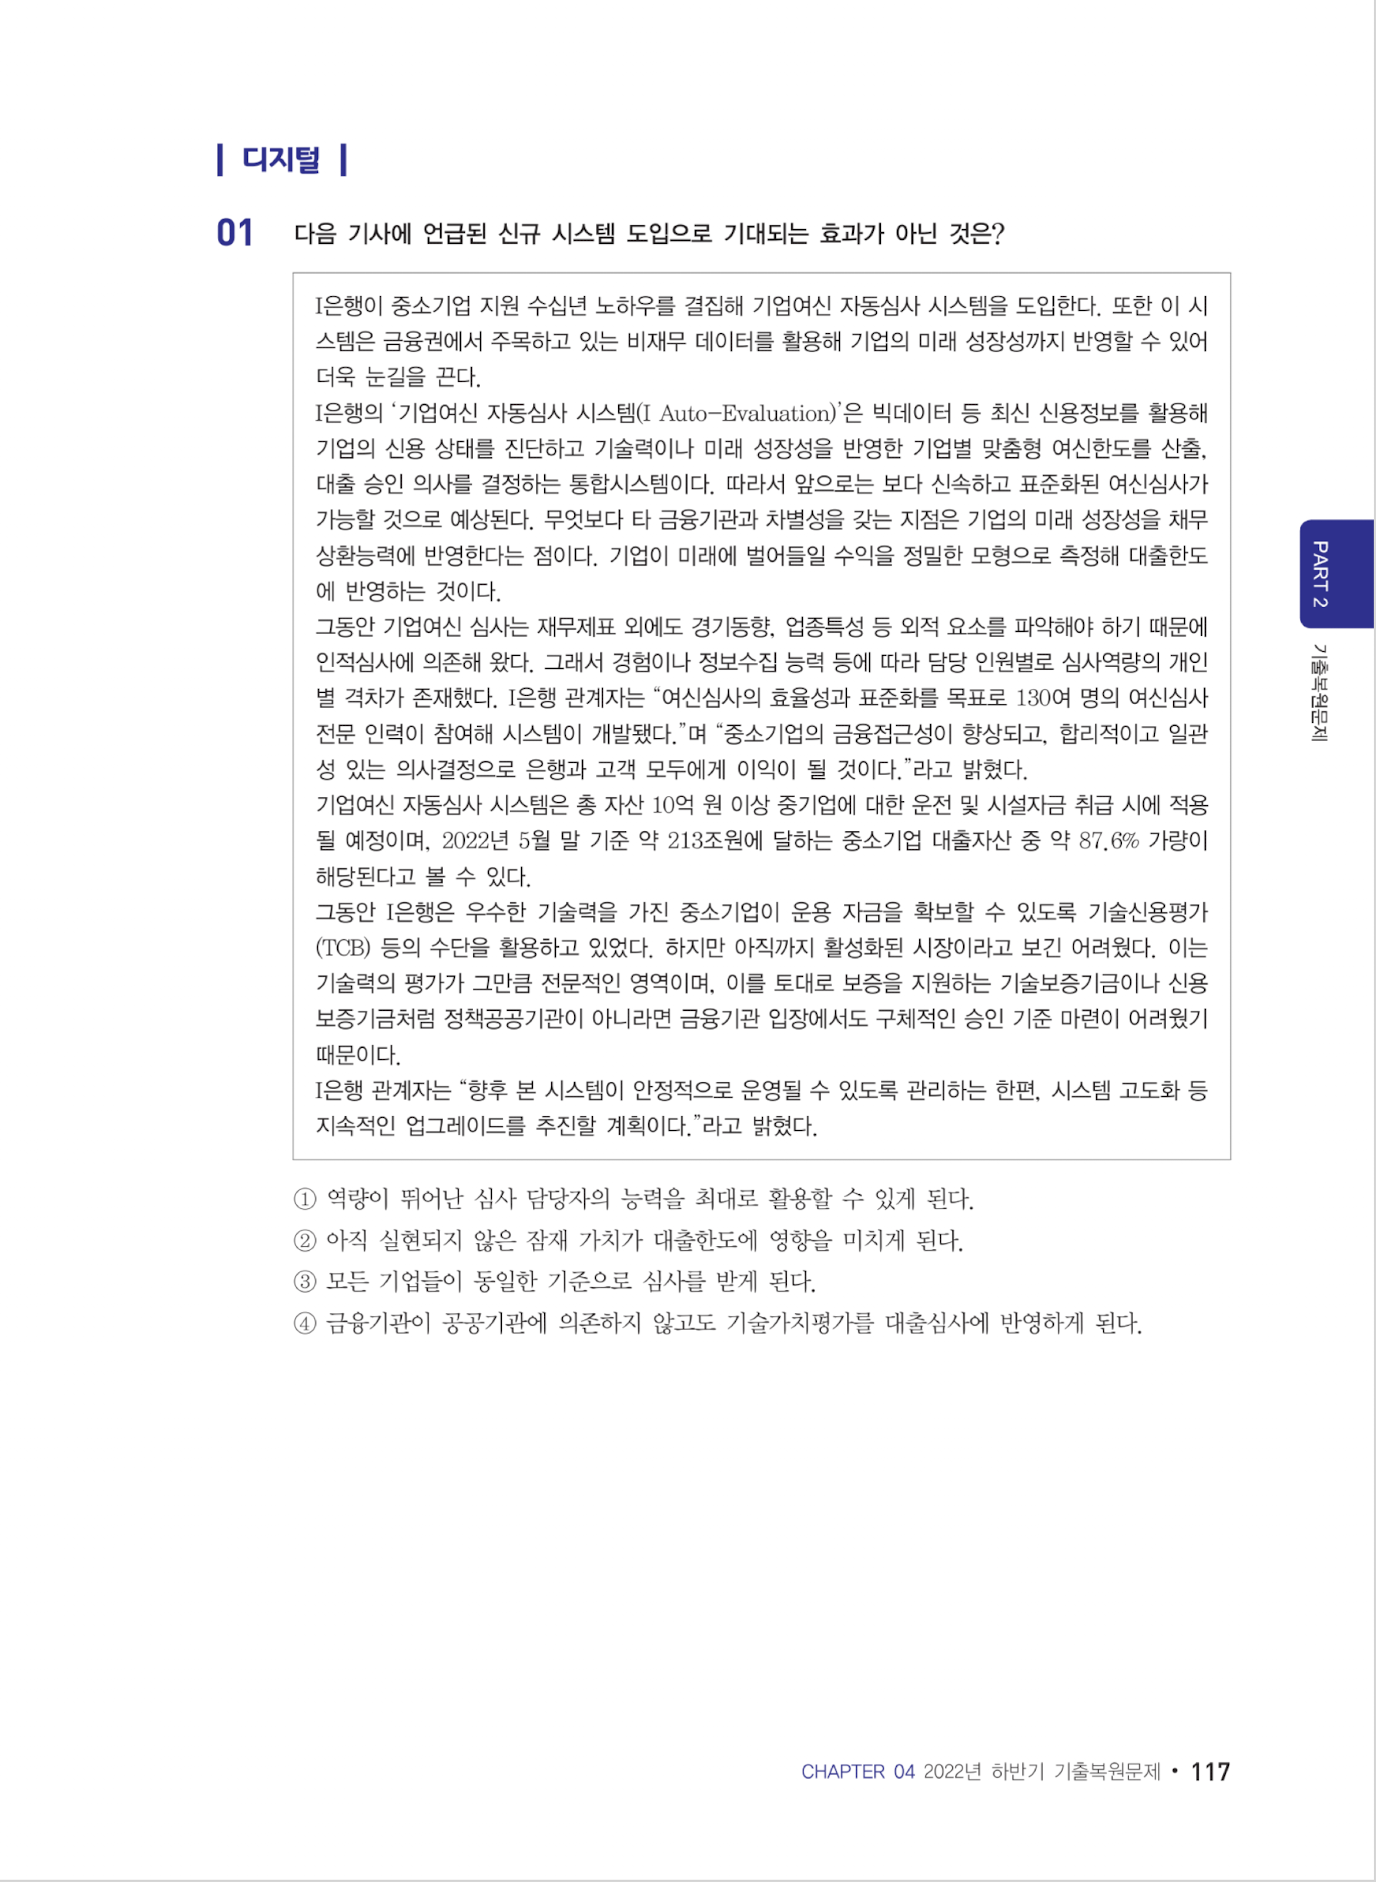 디지털
01 다음 기사에 언급된 신규 시스템 도입으로 기대되는 효과가 아닌 것은?
I은행이 중소기업 지원 수십년 노하우를 결집해 기업여신 자동심사 시스템을 도입한다. 또한 이 시
스템은 금융권에서 주목하고 있는 비재무 데이터를 활용해 기업의 미래 성장성까지 반영할 수 있어
더욱 눈길을 끈다.
I은행의 ‘기업여신 자동심사 시스템(I Auto-Evaluation)’은 빅데이터 등 최신 신용정보를 활용해
기업의 신용 상태를 진단하고 기술력이나 미래 성장성을 반영한 기업별 맞춤형 여신한도를 산출,
대출 승인 의사를 결정하는 통합시스템이다. 따라서 앞으로는 보다 신속하고 표준화된 여신심사가
가능할 것으로 예상된다. 무엇보다 타 금융기관과 차별성을 갖는 지점은 기업의 미래 성장성을 채무
상환능력에 반영한다는 점이다. 기업이 미래에 벌어들일 수익을 정밀한 모형으로 측정해 대출한도
에 반영하는 것이다.
그동안 기업여신 심사는 재무제표 외에도 경기동향, 업종특성 등 외적 요소를 파악해야 하기 때문에
인적심사에 의존해 왔다. 그래서 경험이나 정보수집 능력 등에 따라 담당 인원별로 심사역량의 개인
별 격차가 존재했다. I은행 관계자는 “여신심사의 효율성과 표준화를 목표로 130여 명의 여신심사
전문 인력이 참여해 시스템이 개발됐다.”며 “중소기업의 금융접근성이 향상되고, 합리적이고 일관
성 있는 의사결정으로 은행과 고객 모두에게 이익이 될 것이다.”라고 밝혔다.
기업여신 자동심사 시스템은 총 자산 10억 원 이상 중기업에 대한 운전 및 시설자금 취급 시에 적용
될 예정이며, 2022년 5월 말 기준 약 213조원에 달하는 중소기업 대출자산 중 약 87.6% 가량이
해당된다고 볼 수 있다.
그동안 I은행은 우수한 기술력을 가진 중소기업이 운용 자금을 확보할 수 있도록 기술신용평가
(TCB) 등의 수단을 활용하고 있었다. 하지만 아직까지 활성화된 시장이라고 보긴 어려웠다. 이는
기술력의 평가가 그만큼 전문적인 영역이며, 이를 토대로 보증을 지원하는 기술보증기금이나 신용
보증기금처럼 정책공공기관이 아니라면 금융기관 입장에서도 구체적인 승인 기준 마련이 어려웠기
때문이다.
I은행 관계자는 “향후 본 시스템이 안정적으로 운영될 수 있도록 관리하는 한편, 시스템 고도화 등
지속적인 업그레이드를 추진할 계획이다.”라고 밝혔다.
① 역량이 뛰어난 심사 담당자의 능력을 최대로 활용할 수 있게 된다.
② 아직 실현되지 않은 잠재 가치가 대출한도에 영향을 미치게 된다.
③ 모든 기업들이 동일한 기준으로 심사를 받게 된다.
④ 금융기관이 공공기관에 의존하지 않고도 기술가치평가를 대출심사에 반영하게 된다.
PART 2
기출복원문제
CHAPTER 04 2022년 하반기 기출복원문제 • 117